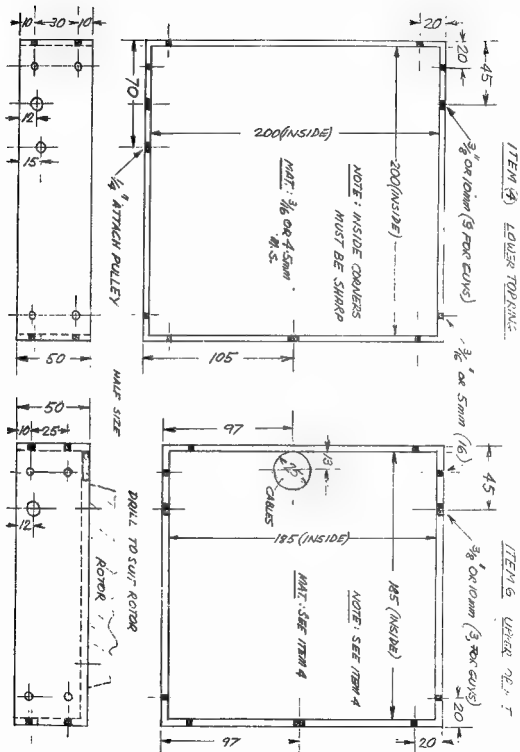 ITEM (4) LOWER TOP RING
3/8" OR 10mm (3 FOR GUYS)
3/16" OR 5mm (16)
20
20
45
10
30
10
70
12
15
1/4" ATTACH PULLEY
200 (INSIDE)
200 (INSIDE)
NOTE: INSIDE CORNERS
MUST BE SHARP
MAT: 3/16 OR 4.5mm
M.S.
105
50
HALF SIZE
ITEM 6 UPPER
3/8" OR 10mm (3, FOR GUYS)
50
10
25
12
97
13
CABLES
45
185 (INSIDE)
185 (INSIDE)
NOTE: SEE ITEM 4
MAT: SEE ITEM 4
DRILL TO SUIT ROTOR
ROTOR
20
20
97